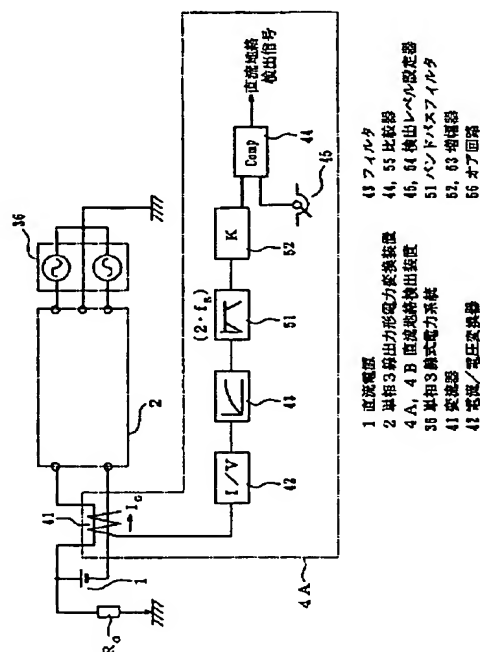 36
2
41
I_G
1
R_a
(2・f_R)
I/V
42
43
51
K
52
Comp
44
45
直流地絡
検出信号
4A
1 直流電源
2 単相3線出力形電力変換装置
4A, 4B 直流地絡検出装置
36 単相3線式電力系統
41 変流器
42 電流/電圧変換器
43 フィルタ
44, 55 比較器
45, 54 検出レベル設定器
51 バンドパスフィルタ
52, 53 増幅器
56 オア回路